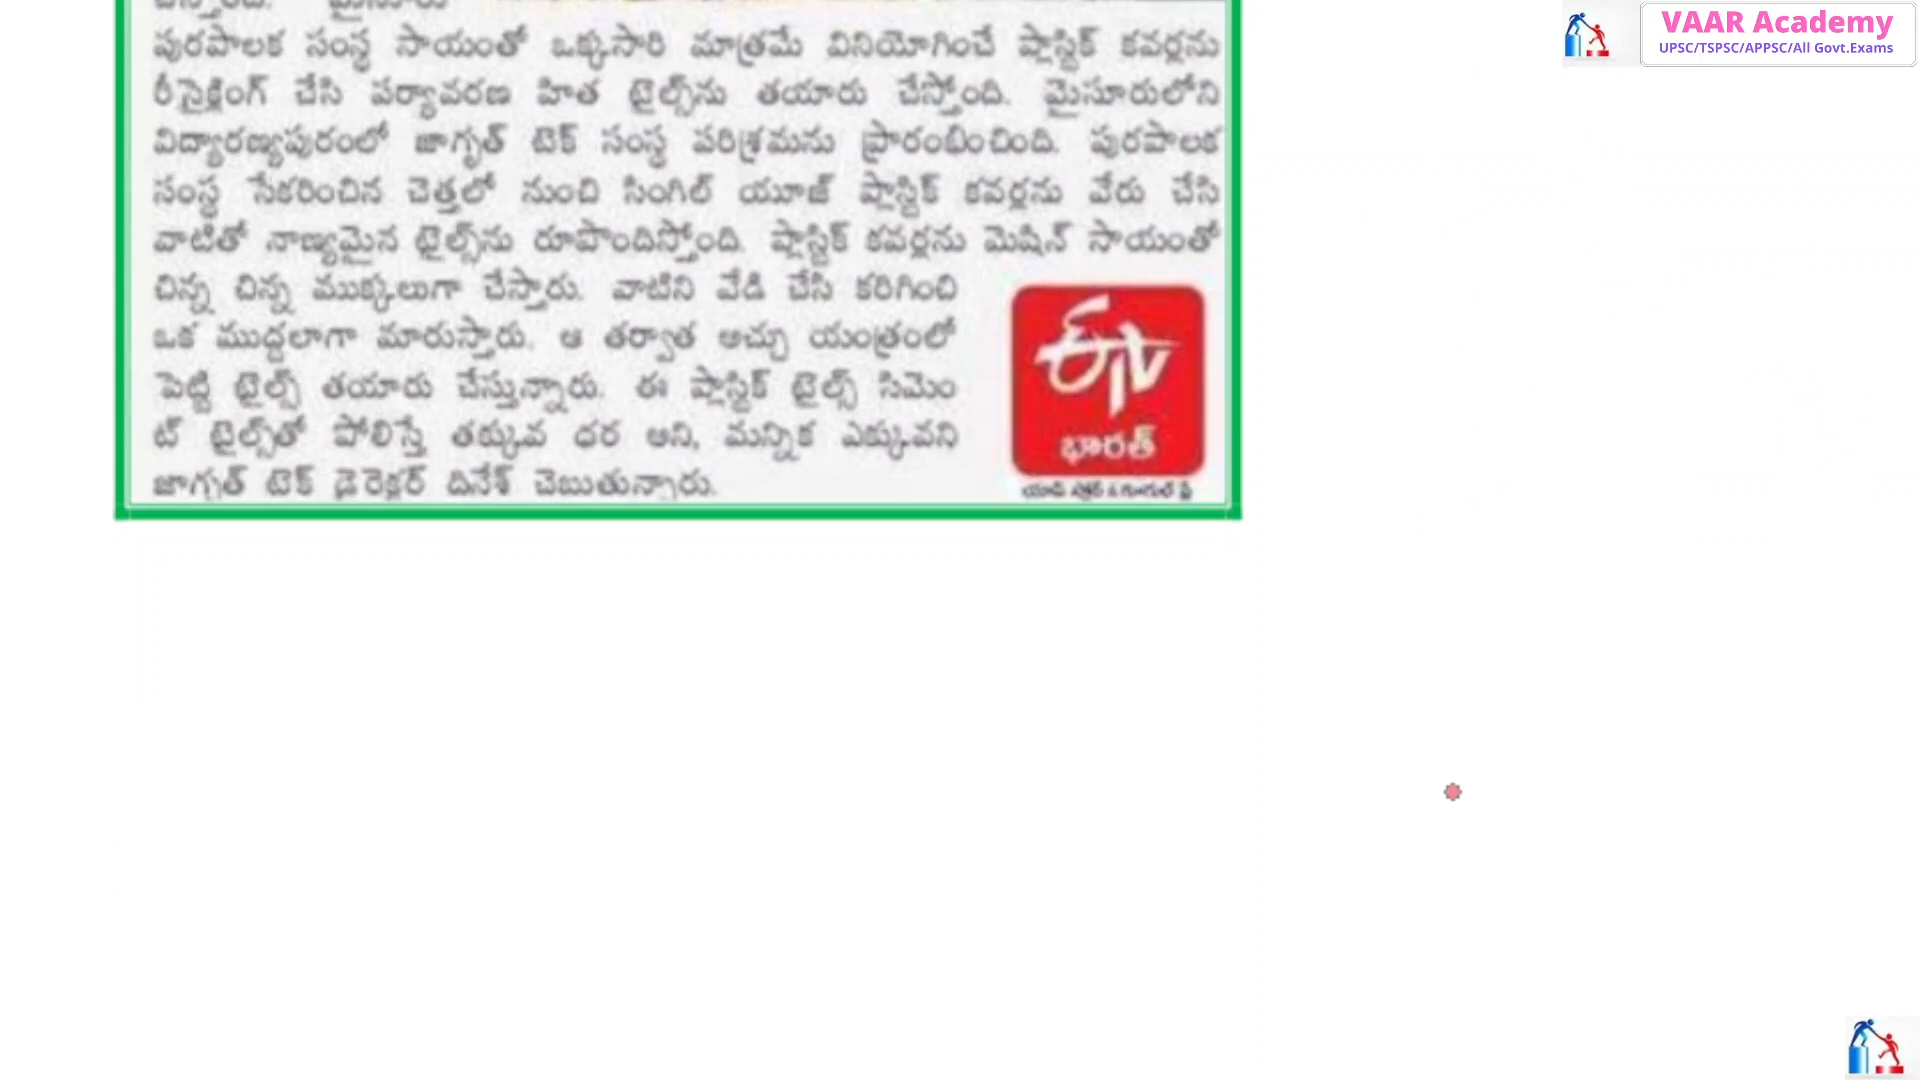 VAAR Academy
UPSC/TSPSC/APPSC/All Govt.Exams
పురపాలక సంస్థ సాయంతో ఒక్కసారి మాత్రమే వినియోగించే ప్లాస్టిక్ కవర్లను
రీసైక్లింగ్ చేసి పర్యావరణ హిత టైల్స్‌ను తయారు చేస్తోంది. మైసూరులోని
విద్యారణ్యపురంలో జాగృత్ టెక్ సంస్థ పరిశ్రమను ప్రారంభించింది. పురపాలక
సంస్థ సేకరించిన చెత్తలో నుంచి సింగిల్ యూజ్ ప్లాస్టిక్ కవర్లను వేరు చేసి
వాటితో నాణ్యమైన టైల్స్‌ను రూపొందిస్తోంది. ప్లాస్టిక్ కవర్లను మెషిన్ సాయంతో
చిన్న చిన్న ముక్కలుగా చేస్తారు. వాటిని వేడి చేసి కరిగించి
ఒక ముద్దలాగా మారుస్తారు. ఆ తర్వాత అచ్చు యంత్రంలో
పెట్టి టైల్స్ తయారు చేస్తున్నారు. ఈ ప్లాస్టిక్ టైల్స్ సిమెం
ట్ టైల్స్‌తో పోలిస్తే తక్కువ ధర అని, మన్నిక ఎక్కువని
జాగృత్ టెక్ డైరెక్టర్ దినేశ్ చెబుతున్నారు.
ఈtv
భారత్